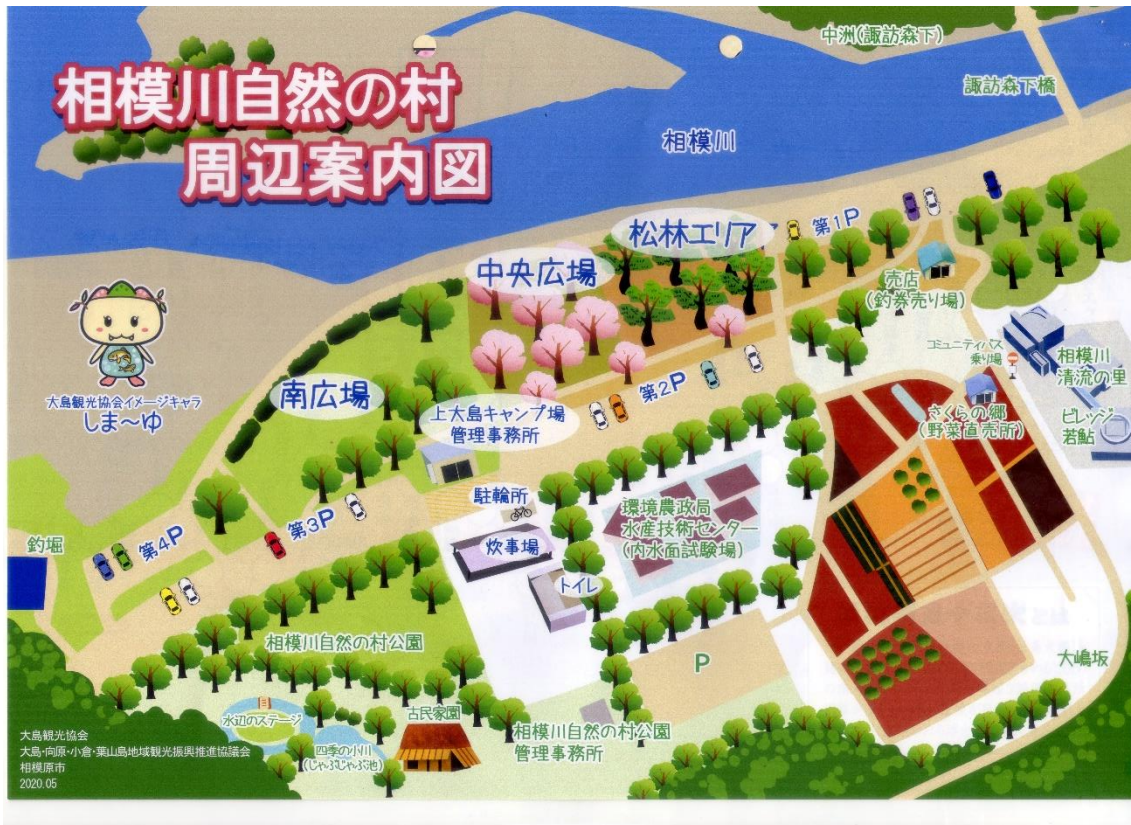 相模川自然の村
周辺案内図
中洲(諏訪森下)
諏訪森下橋
相模川
松林エリア
第1P
中央広場
売店
(釣券売り場)
コミュニティバス
乗り場
相模川
清流の里
大島観光協会イメージキャラ
しま～ゆ
南広場
第2P
上大島キャンプ場
管理事務所
さくらの郷
(野菜直売所)
ビレッジ
若鮎
駐輪所
環境農政局
水産技術センター
(内水面試験場)
第3P
第4P
釣堀
炊事場
トイレ
相模川自然の村公園
P
大嶋坂
水辺のステージ
古民家園
四季の小川
(じゃぶじゃぶ池)
相模川自然の村公園
管理事務所
大島観光協会
大島・向原・小倉・葉山島地域観光振興推進協議会
相模原市
2020.05